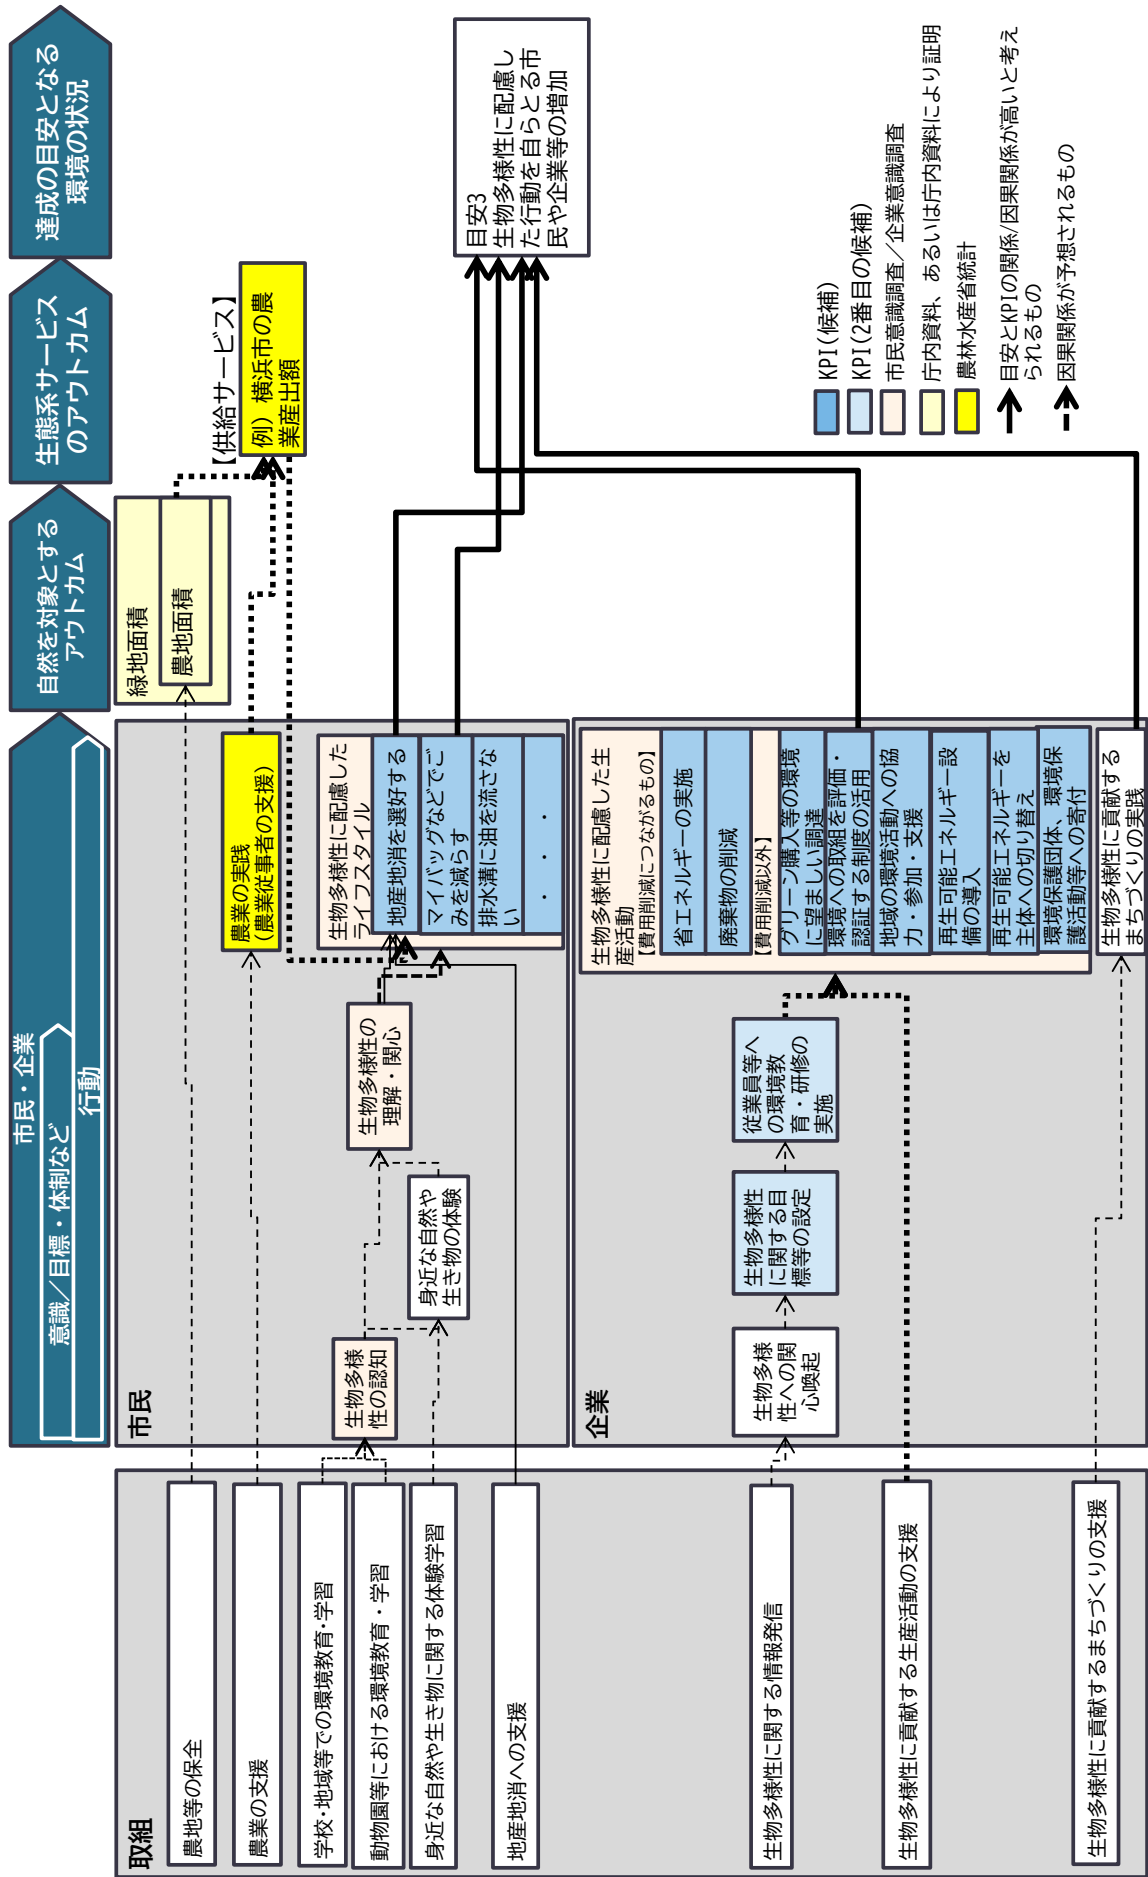 市民・企業
意識／目標・体制など
行動
自然を対象とする
アウトカム
生態系サービス
のアウトカム
達成の目安となる
環境の状況
取組
農地等の保全
農業の支援
学校・地域等での環境教育・学習
動物園等における環境教育・学習
身近な自然や生き物に関する体験学習
地産地消への支援
生物多様性に関する情報発信
生物多様性に貢献する生産活動の支援
生物多様性に貢献するまちづくりの支援
市民
生物多様
性の認知
身近な自然や
生き物の体験
生物多様性の
理解・関心
農業の実践
(農業従事者の支援)
生物多様性に配慮した
ライフスタイル
地産地消を選好する
マイバッグなどでご
みを減らす
排水溝に油を流さな
い
・・・
企業
生物多様
性への関
心喚起
生物多様性
に関する目
標等の設定
従業員等へ
の環境教
育・研修の
実施
生物多様性に配慮した生
産活動
【費用削減につながるもの】
省エネルギーの実施
廃棄物の削減
【費用削減以外】
グリーン購入等の環境
に望ましい調達
環境への取組を評価・
認証する制度の活用
地域の環境活動への協
力・参加・支援
再生可能エネルギー設
備の導入
再生可能エネルギーを
主体への切り替え
環境保護団体、環境保
護活動等への寄付
生物多様性に貢献する
まちづくりの実践
緑地面積
農地面積
【供給サービス】
例）横浜市の農
業産出額
目安3
生物多様性に配慮し
た行動を自らとる市
民や企業等の増加
KPI(候補)
KPI(2番目の候補)
市民意識調査／企業意識調査
庁内資料、あるいは庁内資料により証明
農林水産省統計
目安とKPIの関係/因果関係が高いと考え
られるもの
因果関係が予想されるもの